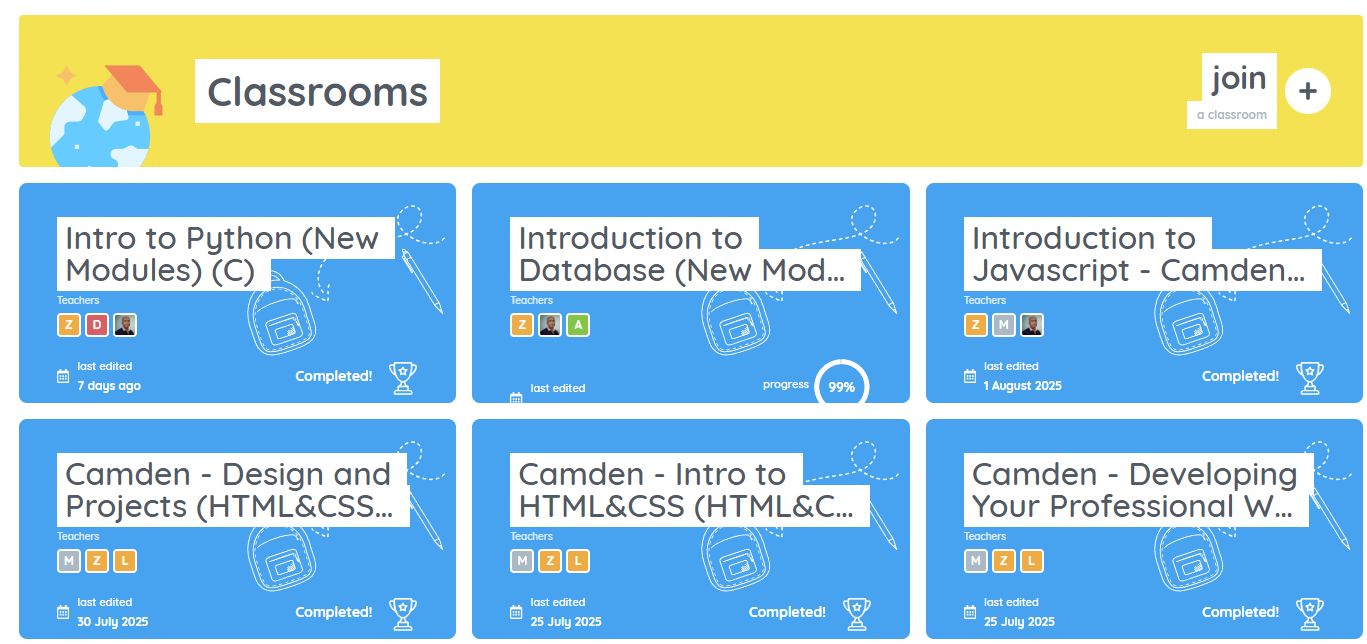 Classrooms
join
a classroom
Intro to Python (New
Modules) (C)
Teachers
Z D
last edited
7 days ago
Completed!
Introduction to
Database (New Mod...
Teachers
Z A
last edited
progress
99%
Introduction to
Javascript - Camden...
Teachers
Z M
last edited
1 August 2025
Completed!
Camden - Design and
Projects (HTML&CSS...
Teachers
M Z L
last edited
30 July 2025
Completed!
Camden - Intro to
HTML&CSS (HTML&C...
Teachers
M Z L
last edited
25 July 2025
Completed!
Camden - Developing
Your Professional W...
Teachers
M Z L
last edited
25 July 2025
Completed!